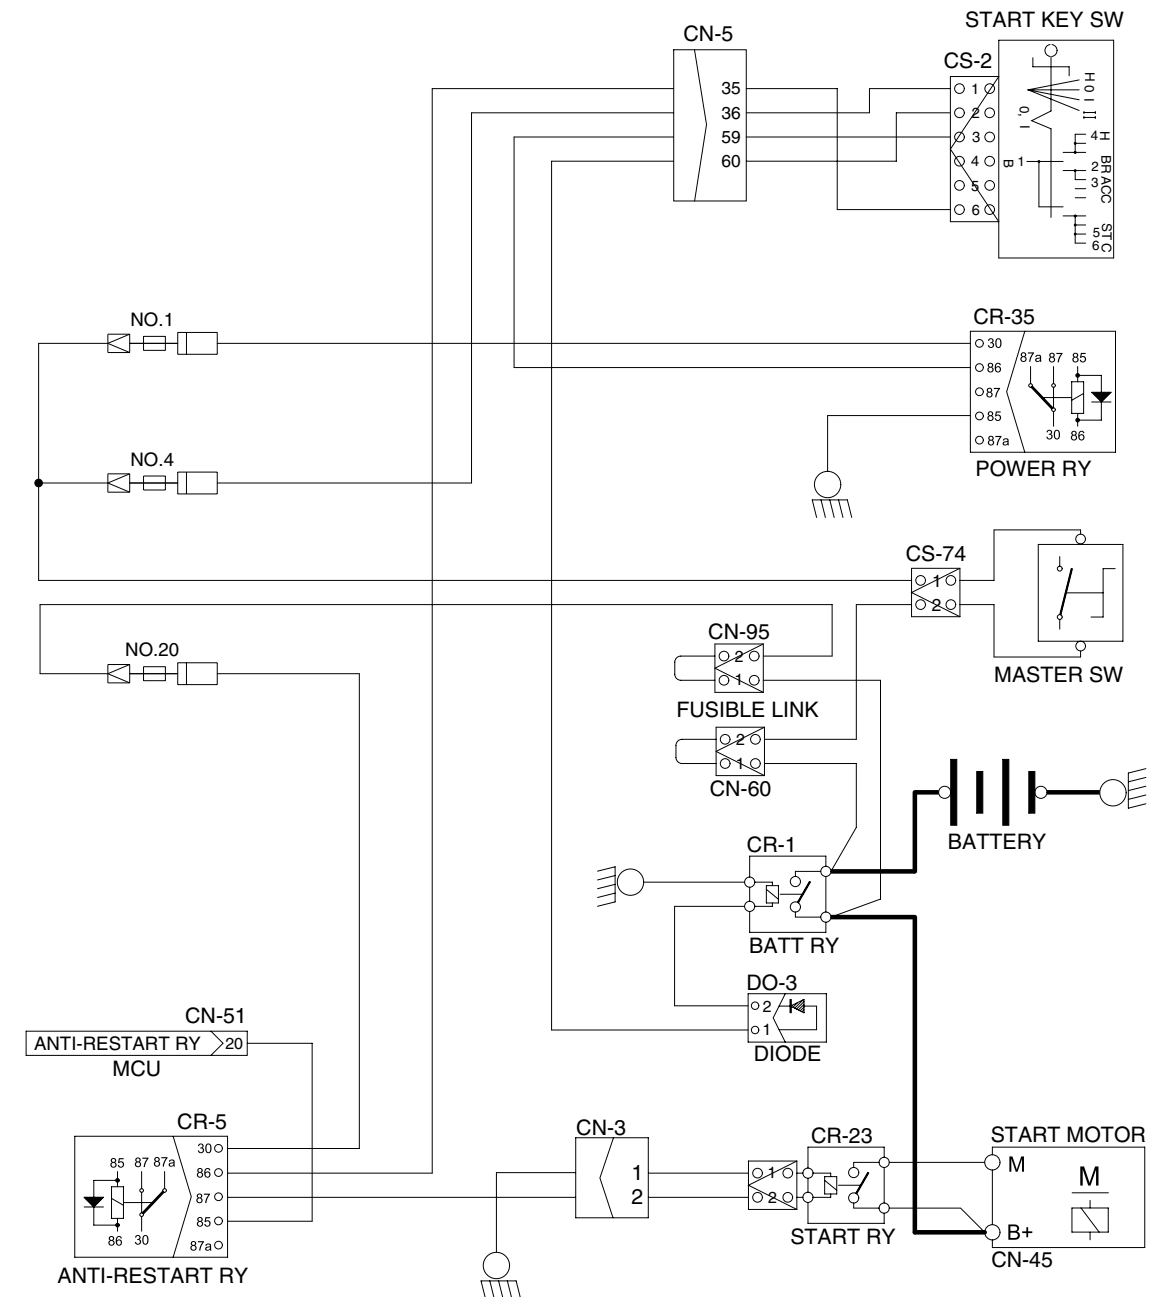 START KEY SW
CN-5
CS-2
35
36
59
60
1
2
3
4
5
6
H
O
I
II
0, I
4 H
B 1
BR
2
ACC
3
ST
5
C
6
NO.1
CR-35
30
86
87
85
87a
87a 87 85
30 86
POWER RY
NO.4
CS-74
1
2
MASTER SW
CN-95
2
1
FUSIBLE LINK
NO.20
2
1
CN-60
BATTERY
CR-1
BATT RY
DO-3
2
1
DIODE
CN-51
ANTI-RESTART RY 20
MCU
CR-5
30
86
87
85
87a
85 87 87a
86 30
ANTI-RESTART RY
CN-3
1
2
CR-23
1
2
START RY
START MOTOR
M
M
B+
CN-45